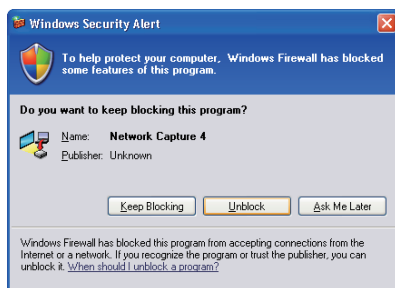 Windows Security Alert
To help protect your computer, Windows Firewall has blocked
some features of this program.
Do you want to keep blocking this program?
Name: Network Capture 4
Publisher: Unknown
Keep Blocking Unblock Ask Me Later
Windows Firewall has blocked this program from accepting connections from the
Internet or a network. If you recognize the program or trust the publisher, you can
unblock it. When should I unblock a program?